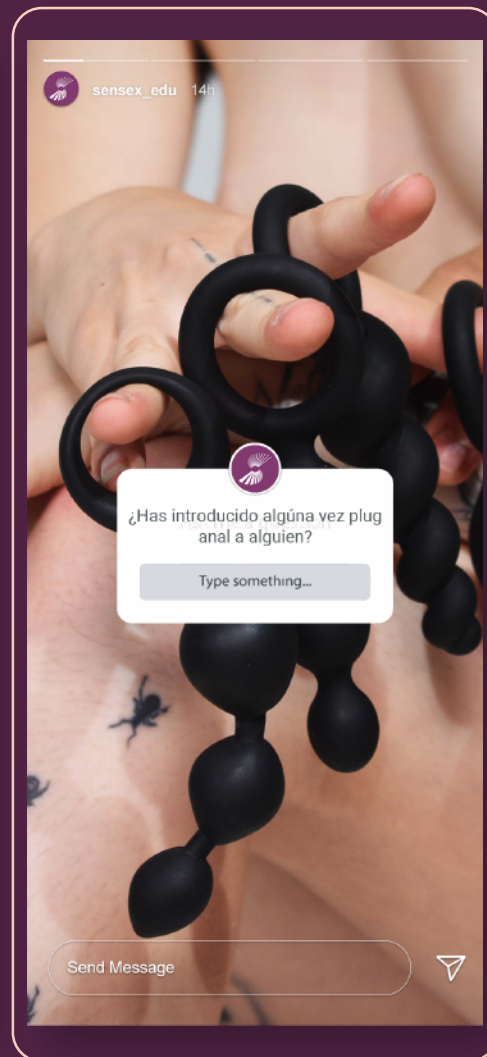 sensex_edu 14h
¿Has introducido algúna vez plug
anal a alguien?
Type something...
Send Message